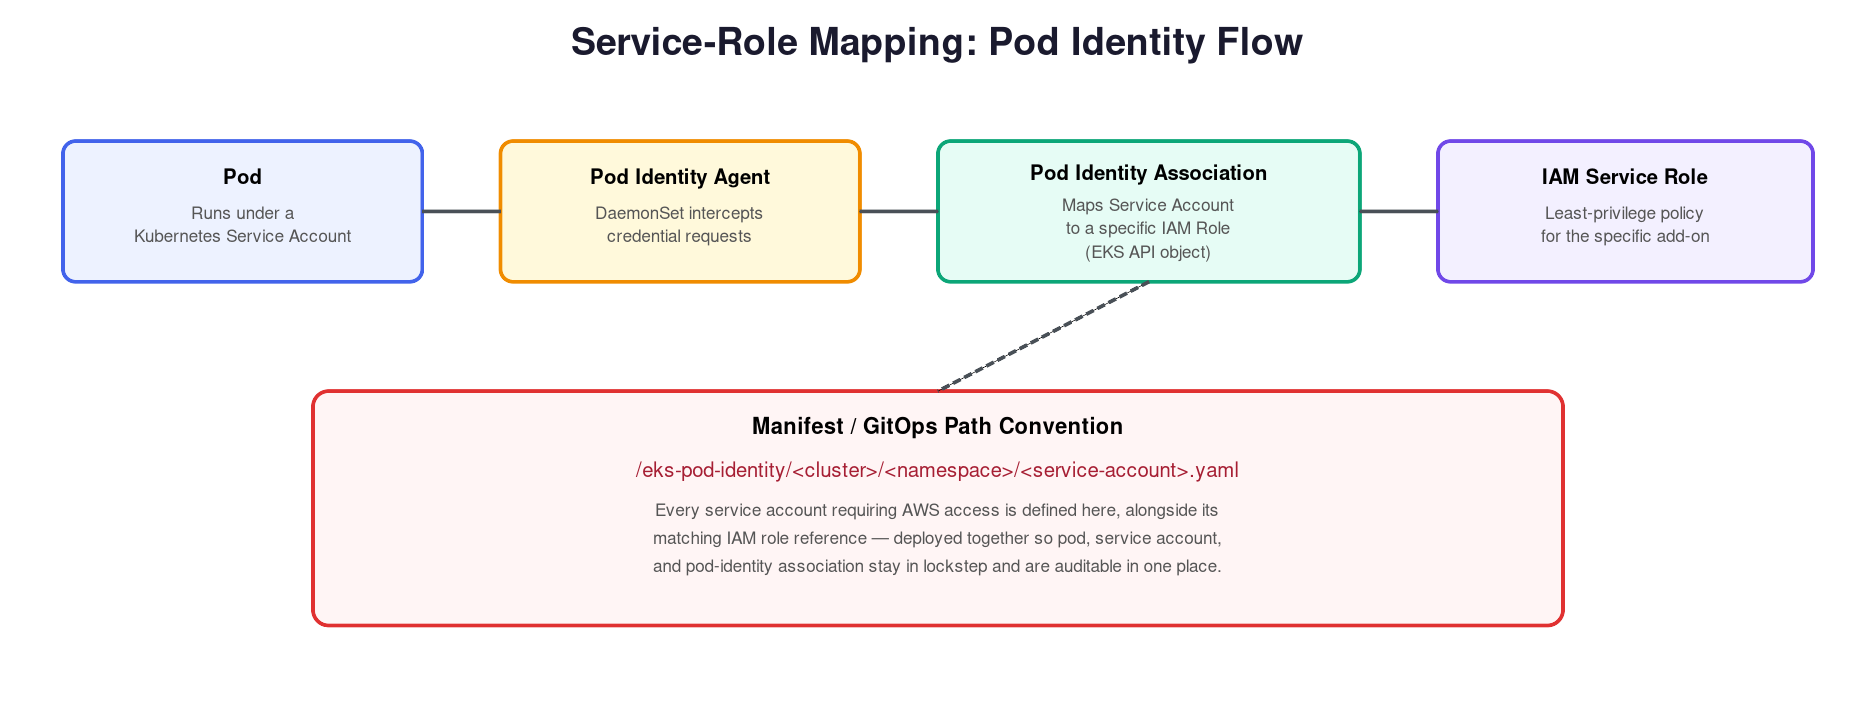 Service-Role Mapping: Pod Identity Flow
Pod
Runs under a
Kubernetes Service Account
Pod Identity Agent
DaemonSet intercepts
credential requests
Pod Identity Association
Maps Service Account
to a specific IAM Role
(EKS API object)
IAM Service Role
Least-privilege policy
for the specific add-on
Manifest / GitOps Path Convention
/eks-pod-identity/<cluster>/<namespace>/<service-account>.yaml
Every service account requiring AWS access is defined here, alongside its
matching IAM role reference — deployed together so pod, service account,
and pod-identity association stay in lockstep and are auditable in one place.